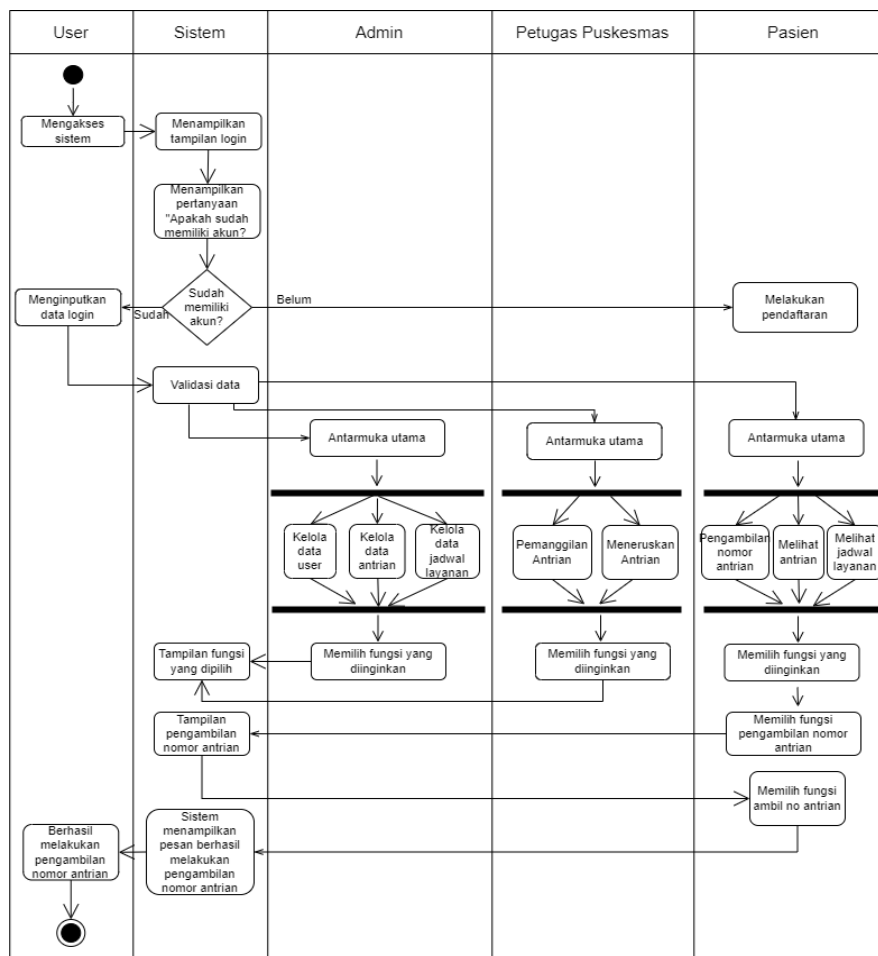 User
Sistem
Admin
Petugas Puskesmas
Pasien
Mengakses
sistem
Menampilkan
tampilan login
Menampilkan
pertanyaan
"Apakah sudah
memiliki akun?
Sudah
memiliki
akun?
Menginputkan
data login
Sudah
Belum
Melakukan
pendaftaran
Validasi data
Antarmuka utama
Antarmuka utama
Antarmuka utama
Kelola
data
user
Kelola
data
antrian
Kelola
data
jadwal
layanan
Pemanggilan
Antrian
Meneruskan
Antrian
Pengambilan
nomor
antrian
Melihat
antrian
Melihat
jadwal
layanan
Tampilan fungsi
yang dipilih
Memilih fungsi yang
diinginkan
Memilih fungsi yang
diinginkan
Memilih fungsi yang
diinginkan
Tampilan
pengambilan
nomor antrian
Memilih fungsi
pengambilan nomor
antrian
Memilih fungsi
ambil no antrian
Berhasil
melakukan
pengambilan
nomor antrian
Sistem
menampilkan
pesan berhasil
melakukan
pengambilan
nomor antrian